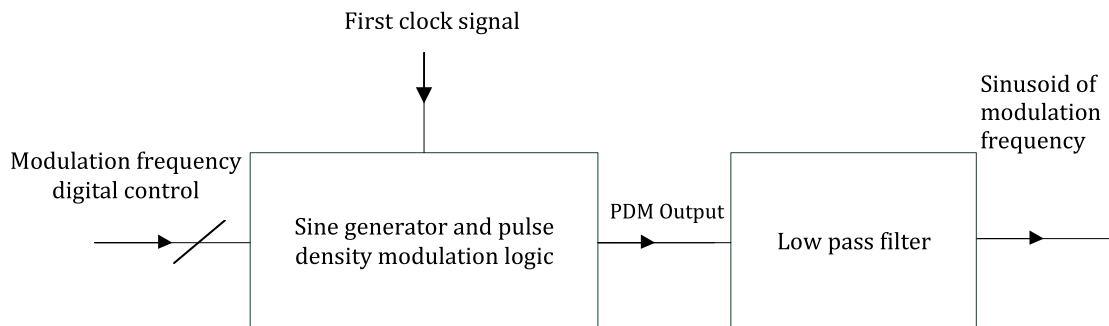 First clock signal
Sinusoid of
modulation
frequency
Modulation frequency
digital control
Sine generator and pulse
density modulation logic
PDM Output
Low pass filter